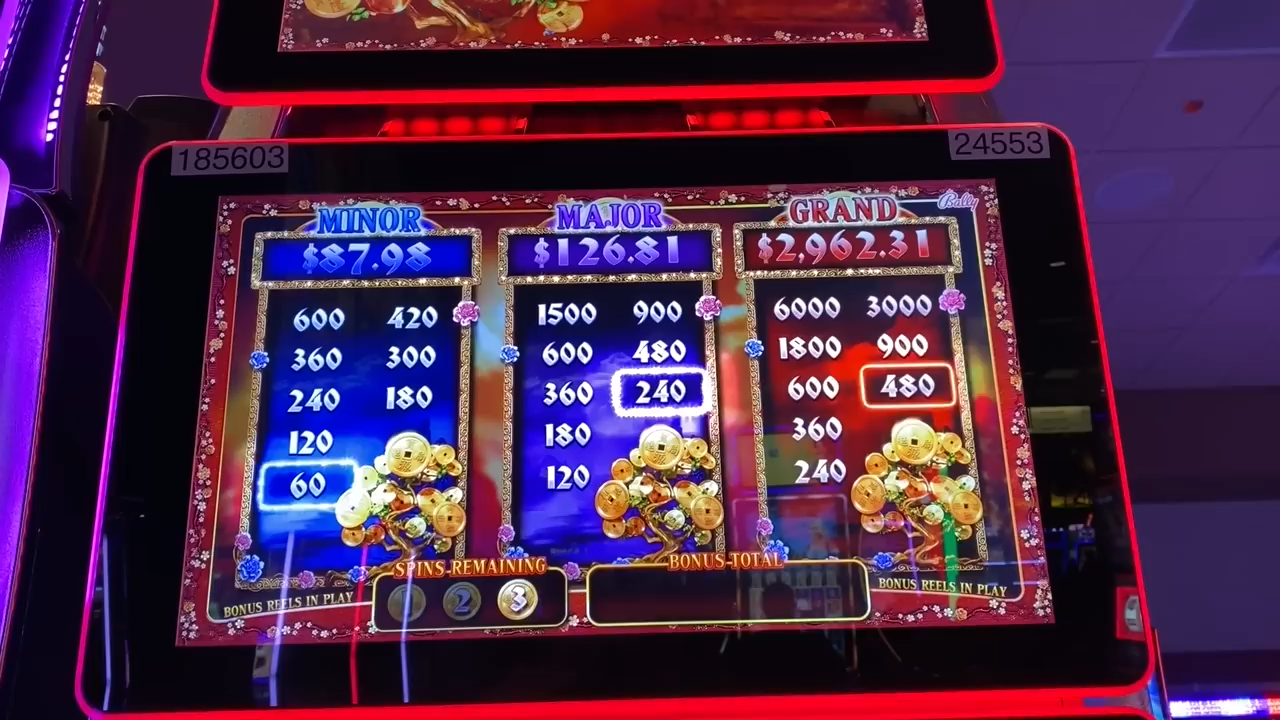 185603
24553
Bally
MINOR
MAJOR
GRAND
$87.98
$126.81
$2,962.31
600 420
360 300
240 180
120
60
1500 900
600 480
360 240
180
120
6000 3000
1800 900
600 480
360
240
SPINS REMAINING
1 2 3
BONUS TOTAL
BONUS REELS IN PLAY
BONUS REELS IN PLAY